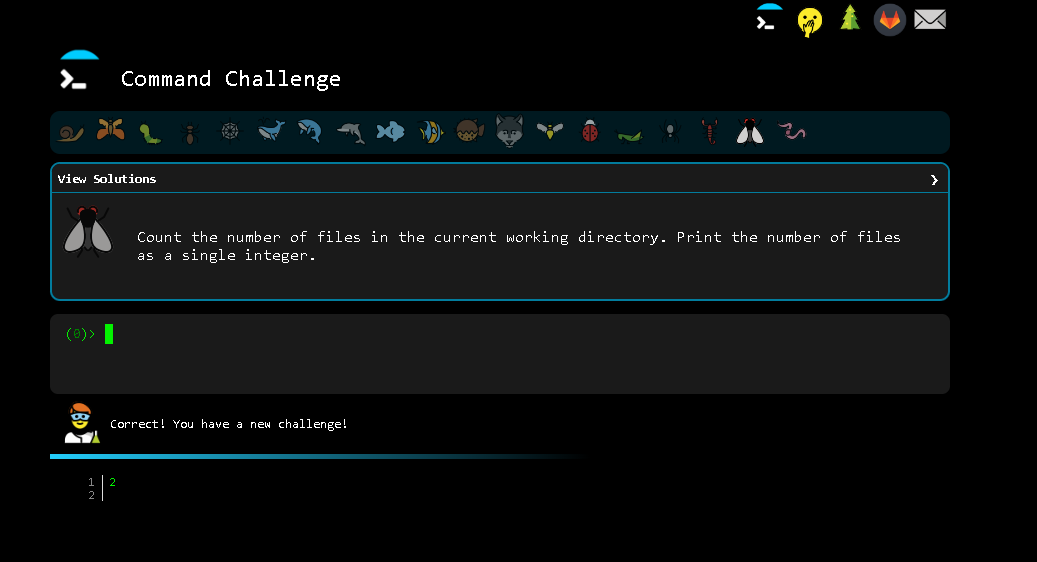 Command Challenge
View Solutions
Count the number of files in the current working directory. Print the number of files
as a single integer.
(0)>
Correct! You have a new challenge!
1 2
2